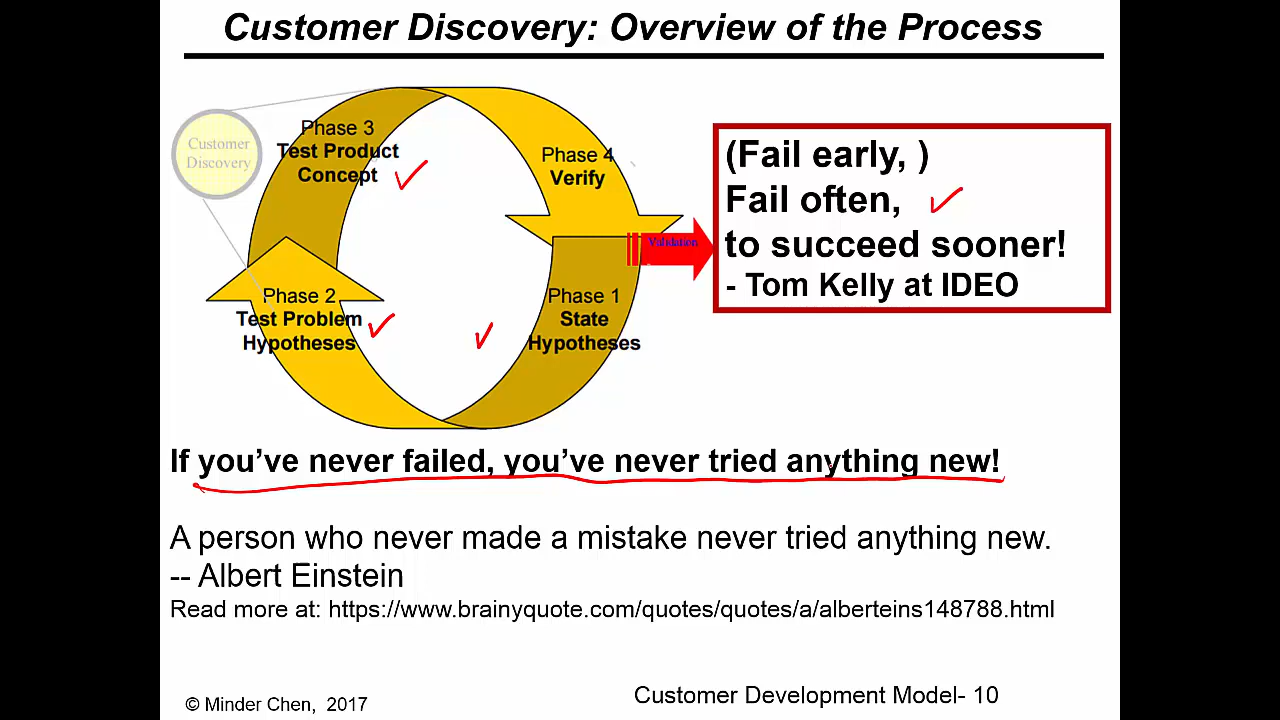 Customer Discovery: Overview of the Process
Customer
Discovery
Phase 3
Test Product
Concept
Phase 4
Verify
Validation
Phase 2
Test Problem
Hypotheses
Phase 1
State
Hypotheses
(Fail early, )
Fail often,
to succeed sooner!
- Tom Kelly at IDEO
If you’ve never failed, you’ve never tried anything new!
A person who never made a mistake never tried anything new.
-- Albert Einstein
Read more at: https://www.brainyquote.com/quotes/quotes/a/alberteins148788.html
© Minder Chen, 2017
Customer Development Model- 10